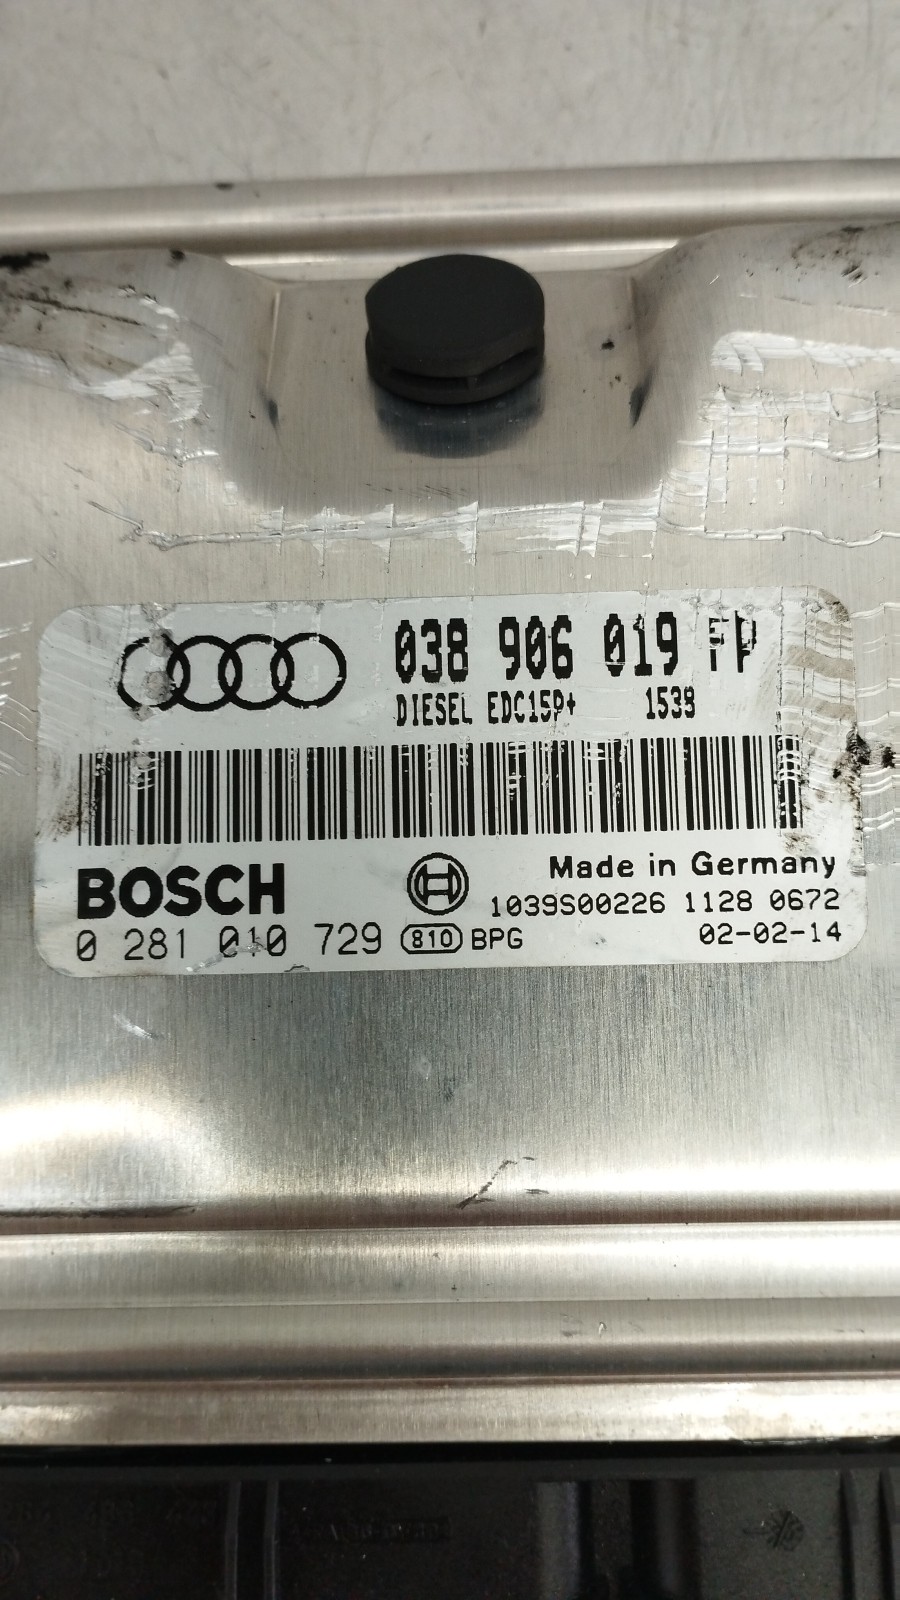 038 906 019 FP
DIESEL EDC15P+ 1538
BOSCH
Made in Germany
1039S00226 1128 0672
0 281 010 729 810 BPG
02-02-14